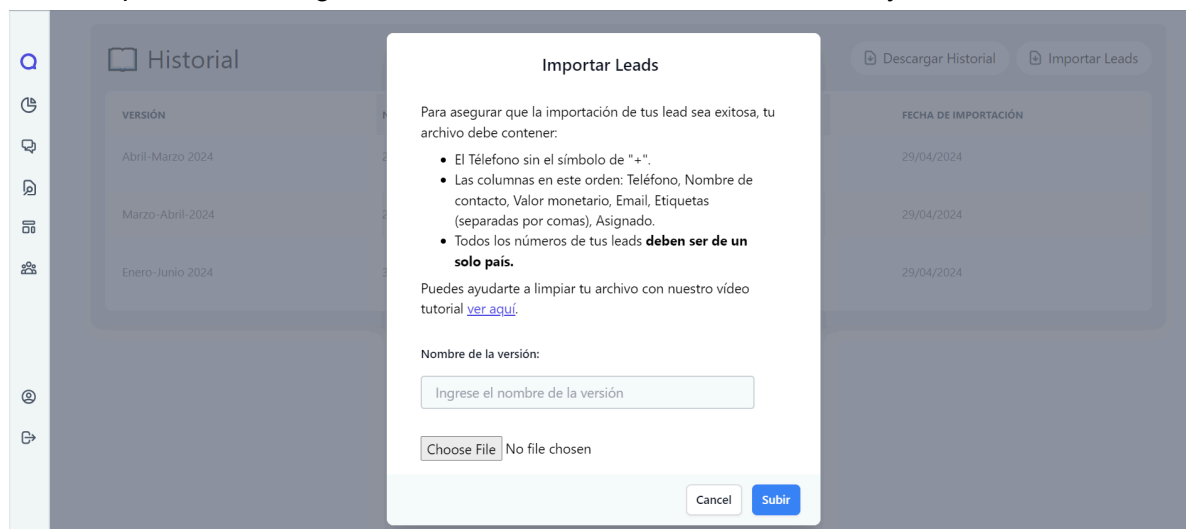 Historial
Descargar Historial
Importar Leads
VERSIÓN
FECHA DE IMPORTACIÓN
Abril-Marzo 2024
29/04/2024
Marzo-Abril-2024
29/04/2024
Enero-Junio 2024
29/04/2024
Importar Leads
Para asegurar que la importación de tus lead sea exitosa, tu
archivo debe contener:
• El Télefono sin el símbolo de "+".
• Las columnas en este orden: Teléfono, Nombre de
contacto, Valor monetario, Email, Etiquetas
(separadas por comas), Asignado.
• Todos los números de tus leads deben ser de un
solo país.
Puedes ayudarte a limpiar tu archivo con nuestro vídeo
tutorial ver aquí.
Nombre de la versión:
Ingrese el nombre de la versión
Choose File No file chosen
Cancel
Subir